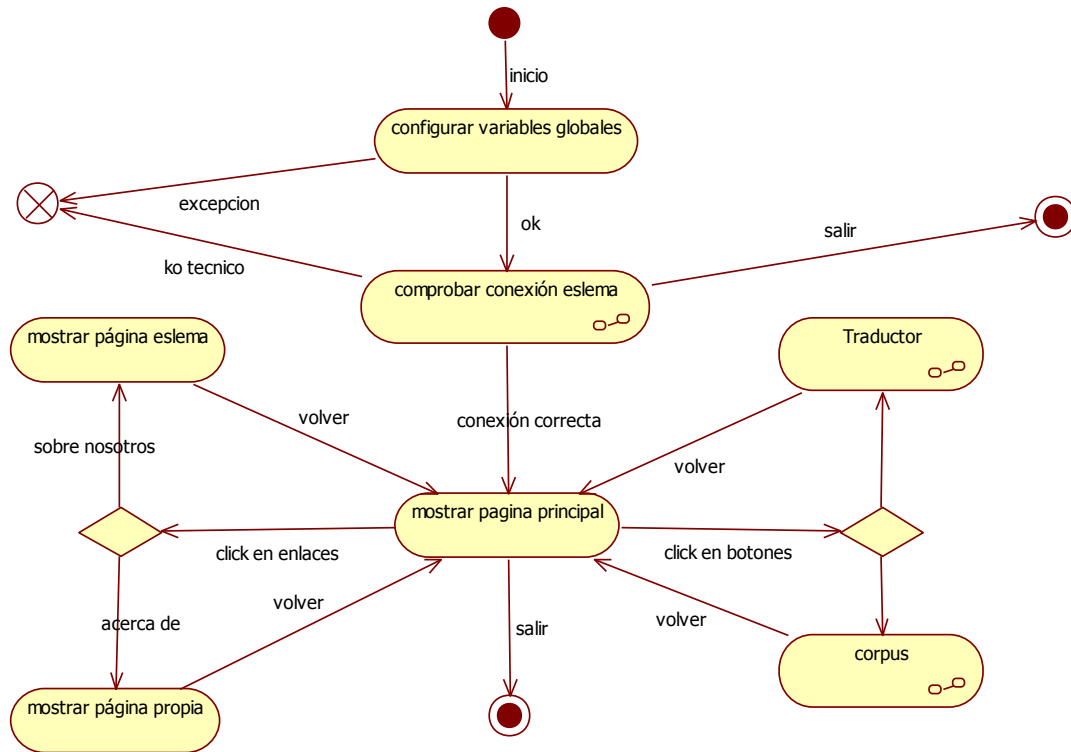 inicio
configurar variables globales
excepcion
ok
salir
ko tecnico
comprobar conexión eslema
mostrar página eslema
Traductor
volver
conexión correcta
sobre nosotros
volver
mostrar pagina principal
click en enlaces
click en botones
volver
acerca de
salir
volver
corpus
mostrar página propia